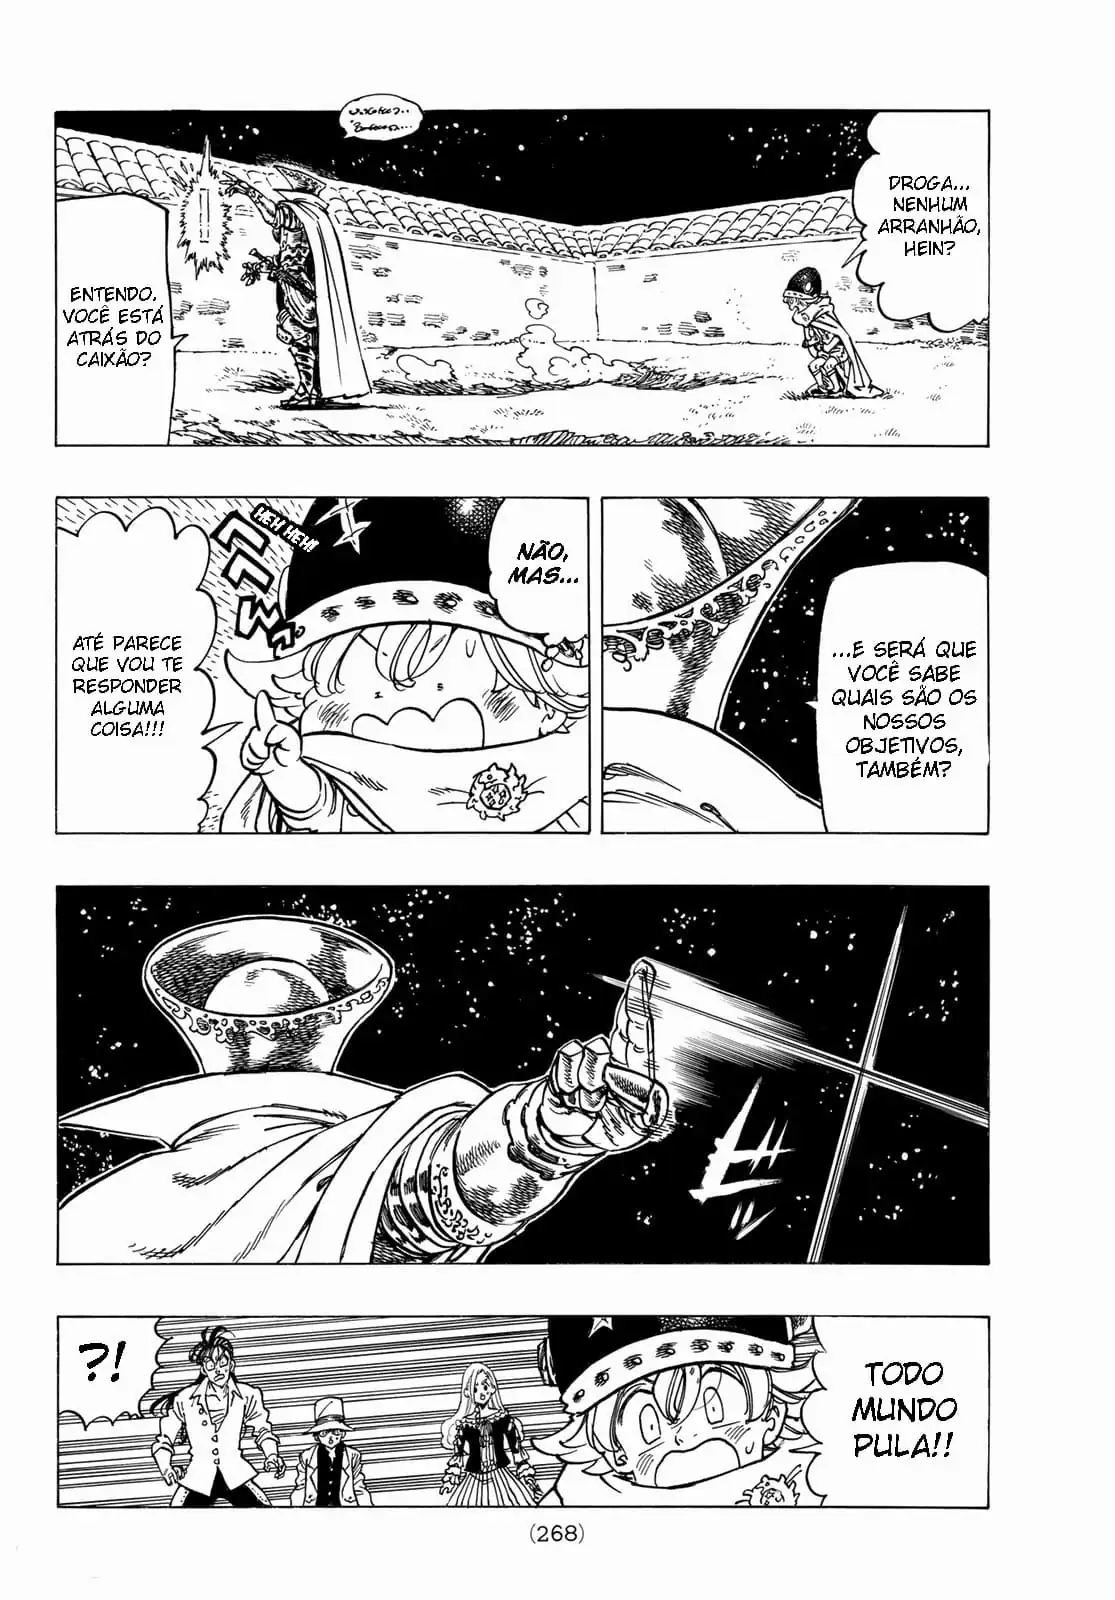 DROGA...
NENHUM
ARRANHÃO,
HEIN?
ENTENDO,
VOCÊ ESTÁ
ATRÁS DO
CAIXÃO?
...E SERÁ QUE
VOCÊ SABE
QUAIS SÃO OS
NOSSOS
OBJETIVOS,
TAMBÉM?
NÃO,
MAS...
HEH HEH!
ATÉ PARECE
QUE VOU TE
RESPONDER
ALGUMA
COISA!!!
TODO
MUNDO
PULA!!
?!
(268)